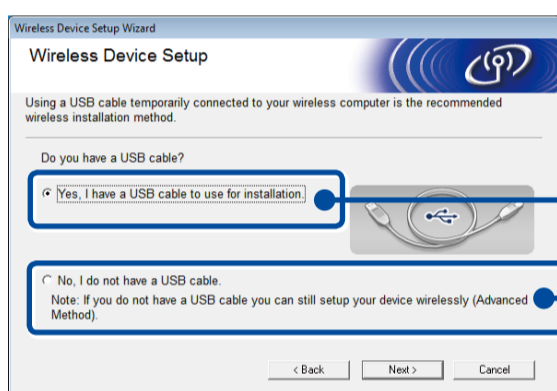 Wireless Device Setup Wizard
Wireless Device Setup
Using a USB cable temporarily connected to your wireless computer is the recommended
wireless installation method.
Do you have a USB cable?
Yes, I have a USB cable to use for installation.
No, I do not have a USB cable.
Note: If you do not have a USB cable you can still setup your device wirelessly (Advanced
Method).
< Back
Next >
Cancel